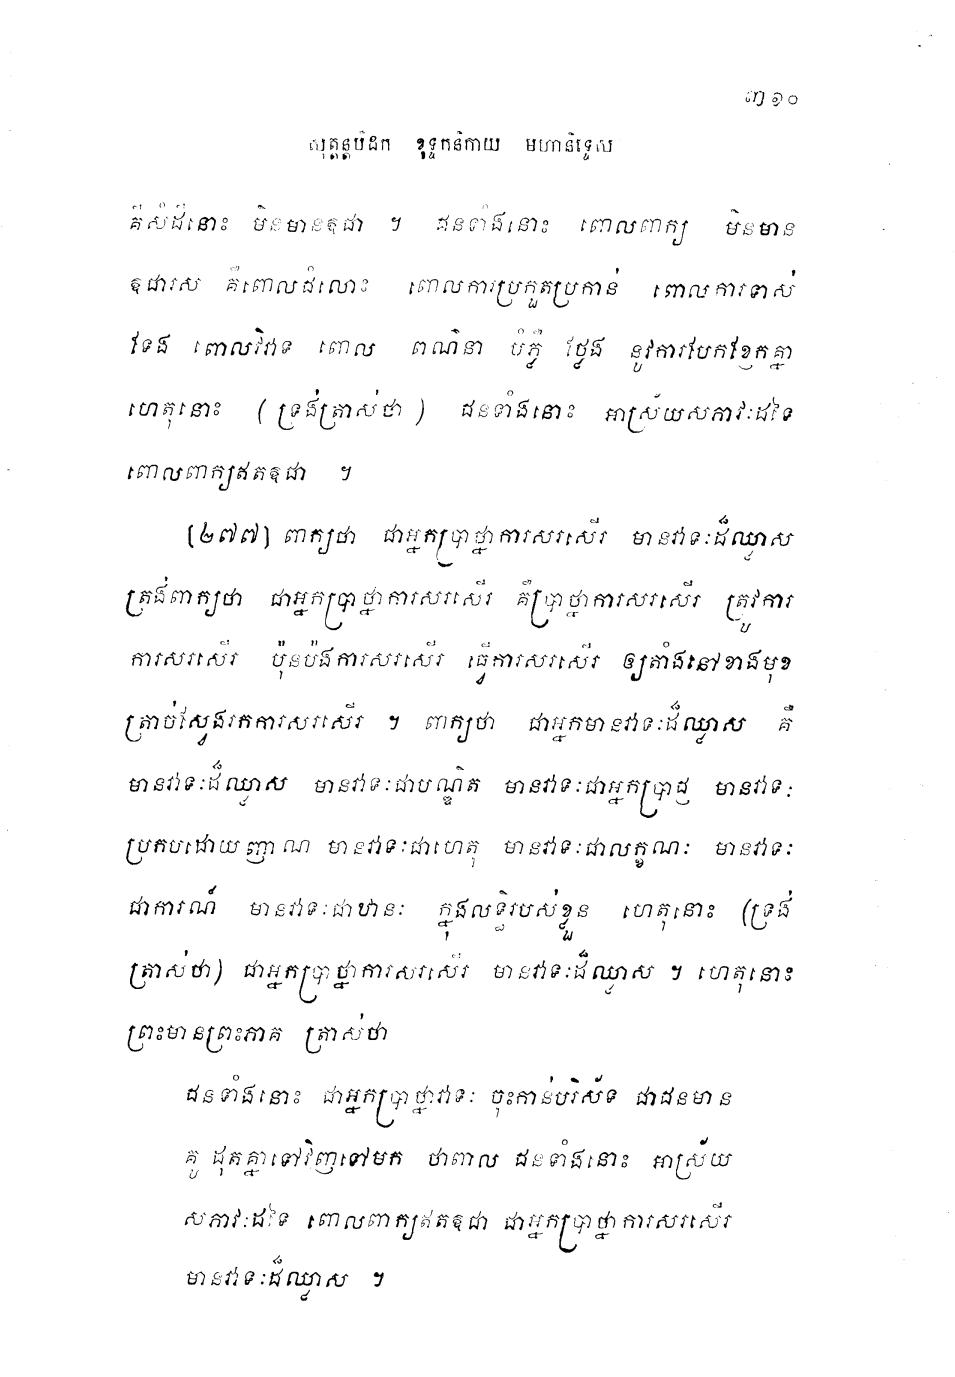 ៣៦០
សុត្តន្តបិដក ខុទ្ទកនិកាយ មហានិទ្ទេស
គឺសំដីនោះ មិនមានឱជា ។ ជនទាំងនោះ ពោលពាក្យ មិនមាន
ឱជារស គឺពោលជំលោះ ពោលការប្រកួតប្រកាន់ ពោលការទាស់
ទែង ពោលវិវាទ ពោល ពណ៌នា បំភ្លឺ ថ្លែង នូវការបែកខ្ញែកគ្នា
ហេតុនោះ (ទ្រង់ត្រាស់ថា) ជនទាំងនោះ អាស្រ័យសភាវៈដទៃ
ពោលពាក្យឥតឱជា ។
(២៧៧) ពាក្យថា ជាអ្នកប្រាថ្នាការសរសើរ មានវាទៈដ៏ឈ្លាស
ត្រង់ពាក្យថា ជាអ្នកប្រាថ្នាការសរសើរ គឺប្រាថ្នាការសរសើរ ត្រូវការ
ការសរសើរ ប៉ុនប៉ងការសរសើរ ធ្វើការសរសើរ ឲ្យតាំងនៅខាងមុខ
ត្រាច់ស្វែងរកការសរសើរ ។ ពាក្យថា ជាអ្នកមានវាទៈដ៏ឈ្លាស គឺ
មានវាទៈដ៏ឈ្លាស មានវាទៈជាបណ្ឌិត មានវាទៈជាអ្នកប្រាជ្ញ មានវាទៈ
ប្រកបដោយញាណ មានវាទៈជាហេតុ មានវាទៈជាលក្ខណៈ មានវាទៈ
ជាការណ៍ មានវាទៈជាឋានៈ ក្នុងលទ្ធិរបស់ខ្លួន ហេតុនោះ (ទ្រង់
ត្រាស់ថា) ជាអ្នកប្រាថ្នាការសរសើរ មានវាទៈដ៏ឈ្លាស ។ ហេតុនោះ
ព្រះមានព្រះភាគ ត្រាស់ថា
ជនទាំងនោះ ជាអ្នកប្រាថ្នាវាទៈ ចុះកាន់បរិស័ទ ជាជនមាន
គូ ដុតគ្នាទៅវិញទៅមក ថាពាល ជនទាំងនោះ អាស្រ័យ
សភាវៈដទៃ ពោលពាក្យឥតឱជា ជាអ្នកប្រាថ្នាការសរសើរ
មានវាទៈដ៏ឈ្លាស ។